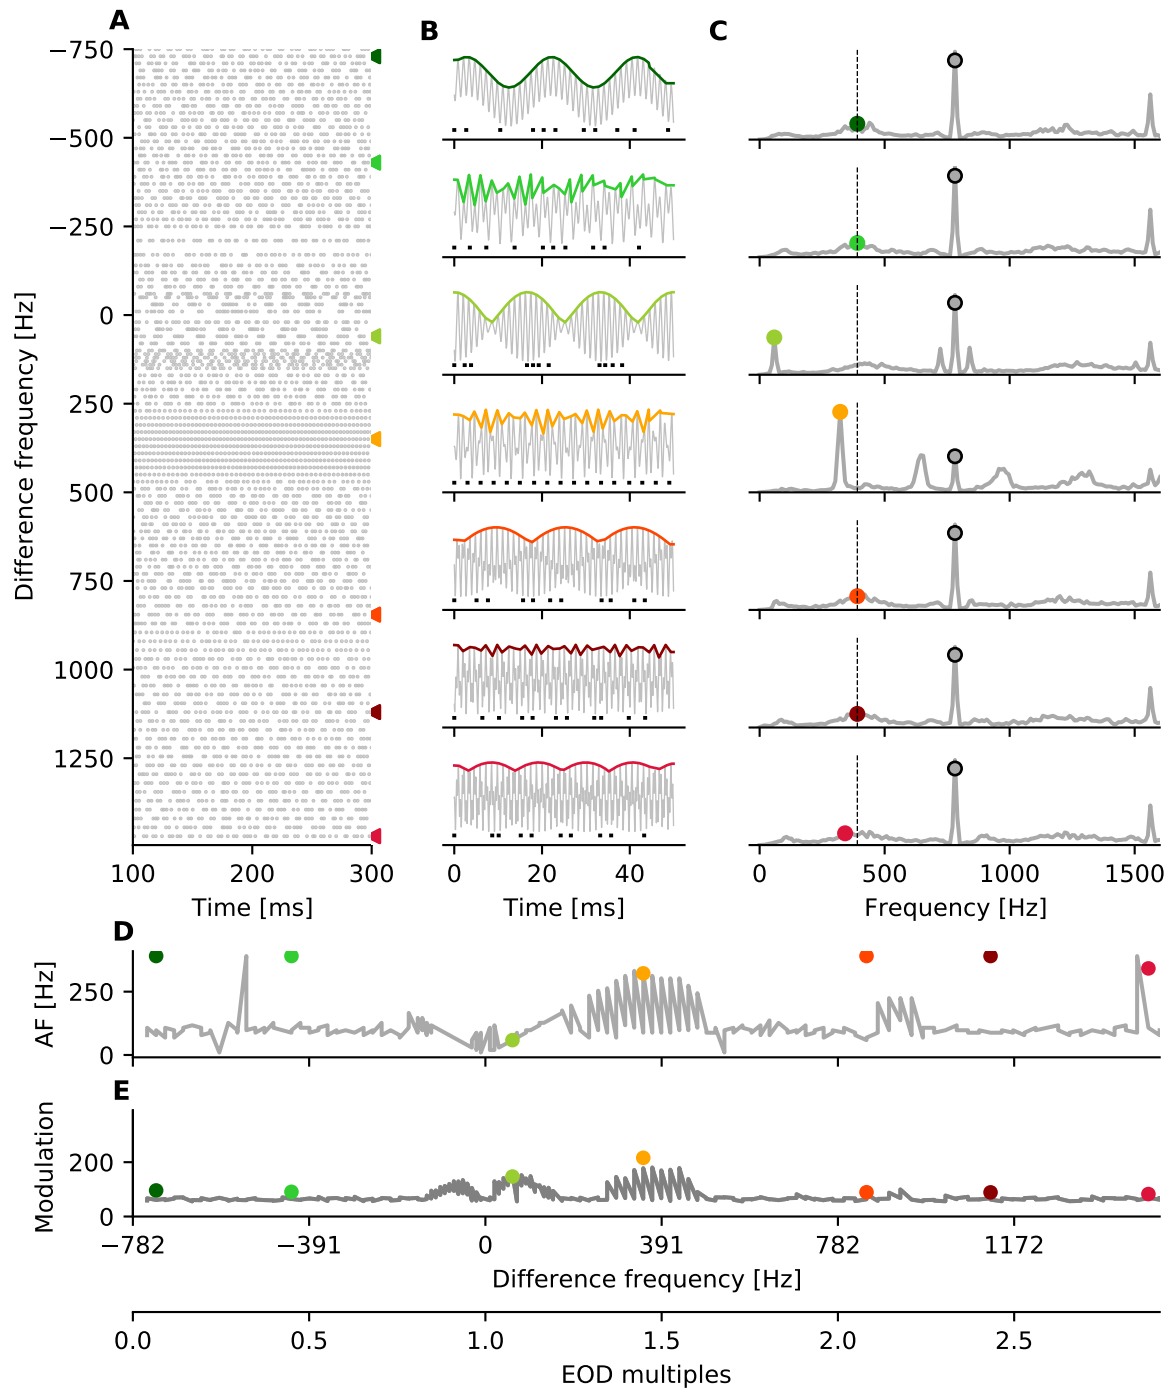 A
B
C
−750
−500
−250
0
250
500
750
1000
1250
Difference frequency [Hz]
100 200 300
Time [ms]
0 20 40
Time [ms]
0 500 1000 1500
Frequency [Hz]
D
250
0
AF [Hz]
E
200
0
Modulation
−782 −391 0 391 782 1172
Difference frequency [Hz]
0.0 0.5 1.0 1.5 2.0 2.5
EOD multiples